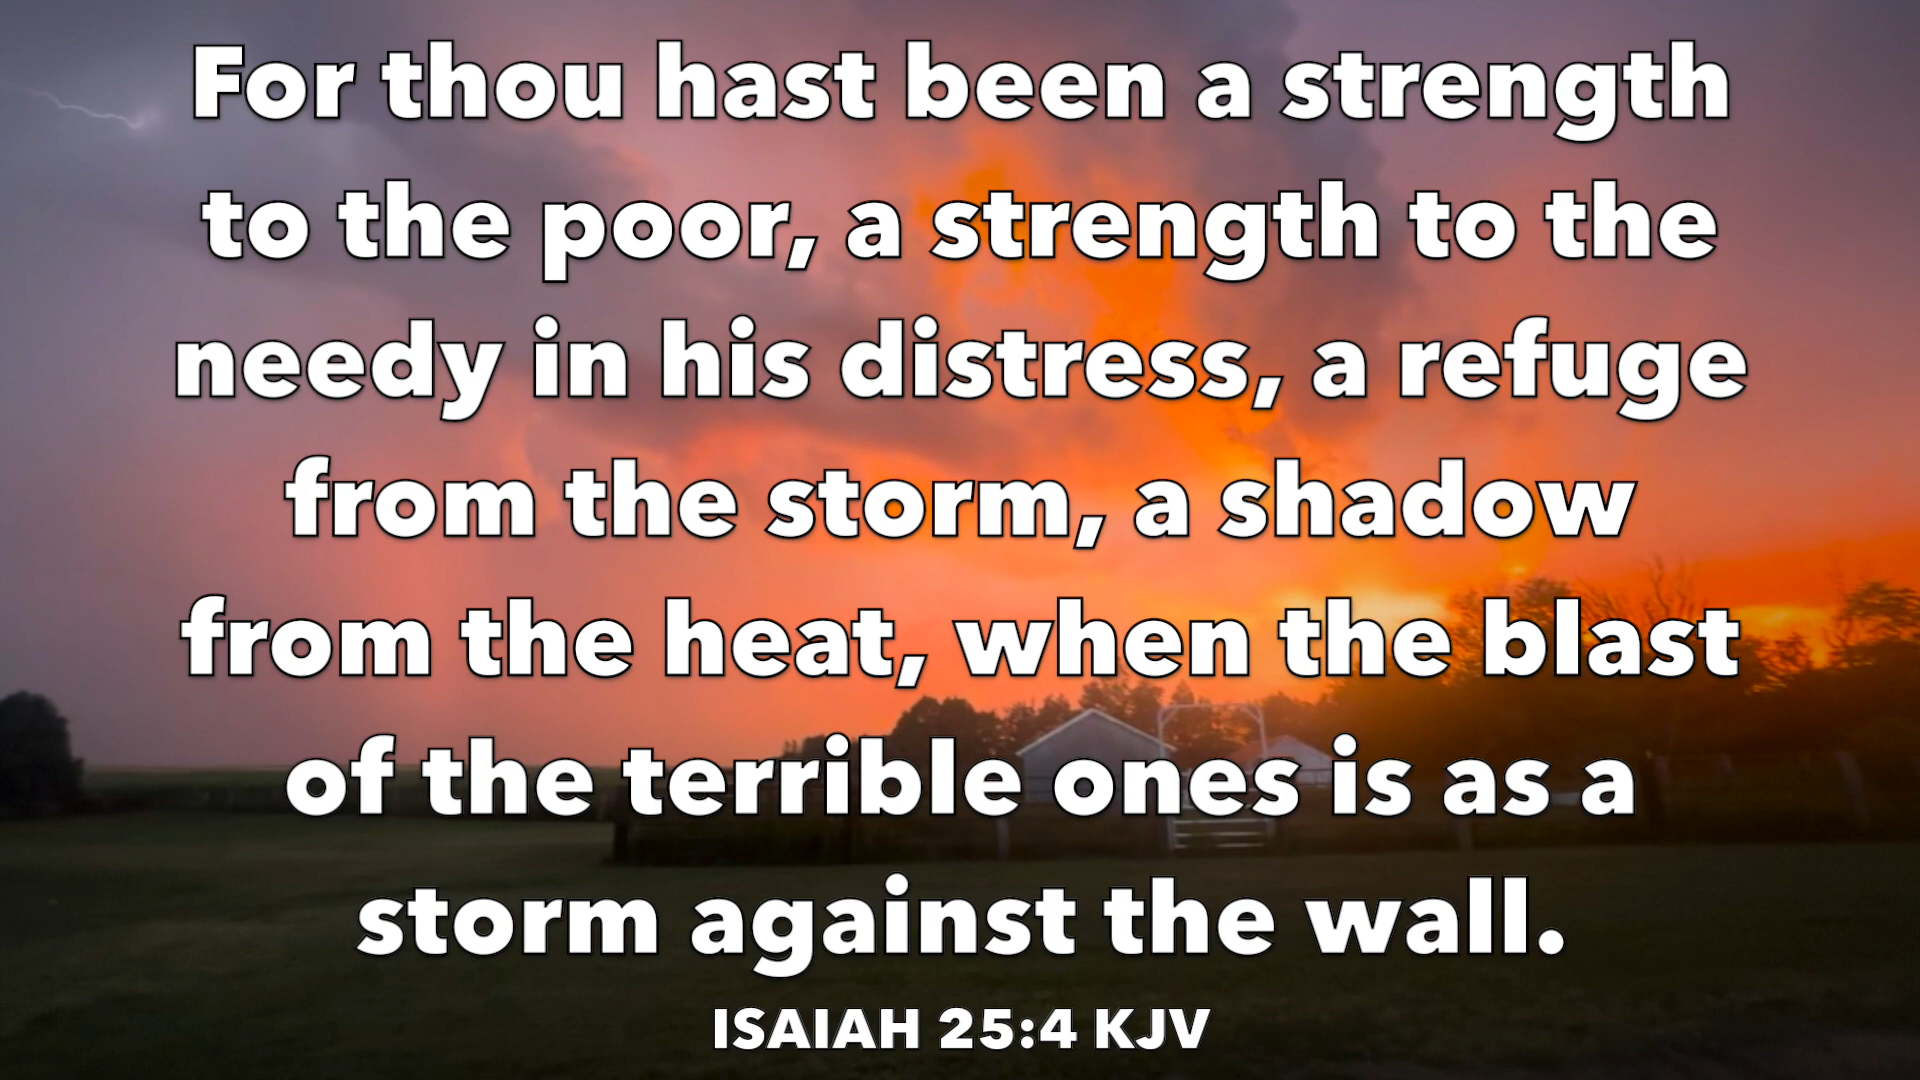 For thou hast been a strength
to the poor, a strength to the
needy in his distress, a refuge
from the storm, a shadow
from the heat, when the blast
of the terrible ones is as a
storm against the wall.
ISAIAH 25:4 KJV